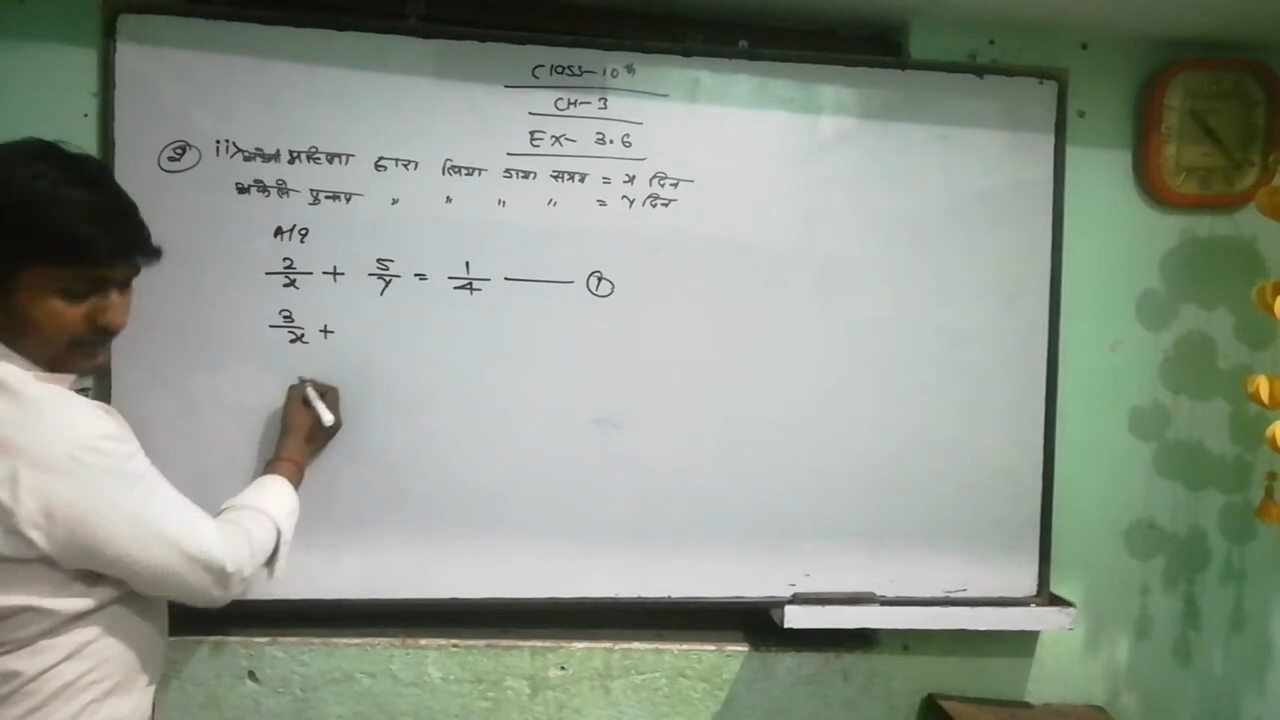 Class-10th
CH-3
EX- 3.6
2 ii) अकेले महिला द्वारा लिया गया समय = x दिन
अकेले पुरुष " " " " = y दिन
A/q
2/x + 5/y = 1/4 —— ①
3/x +